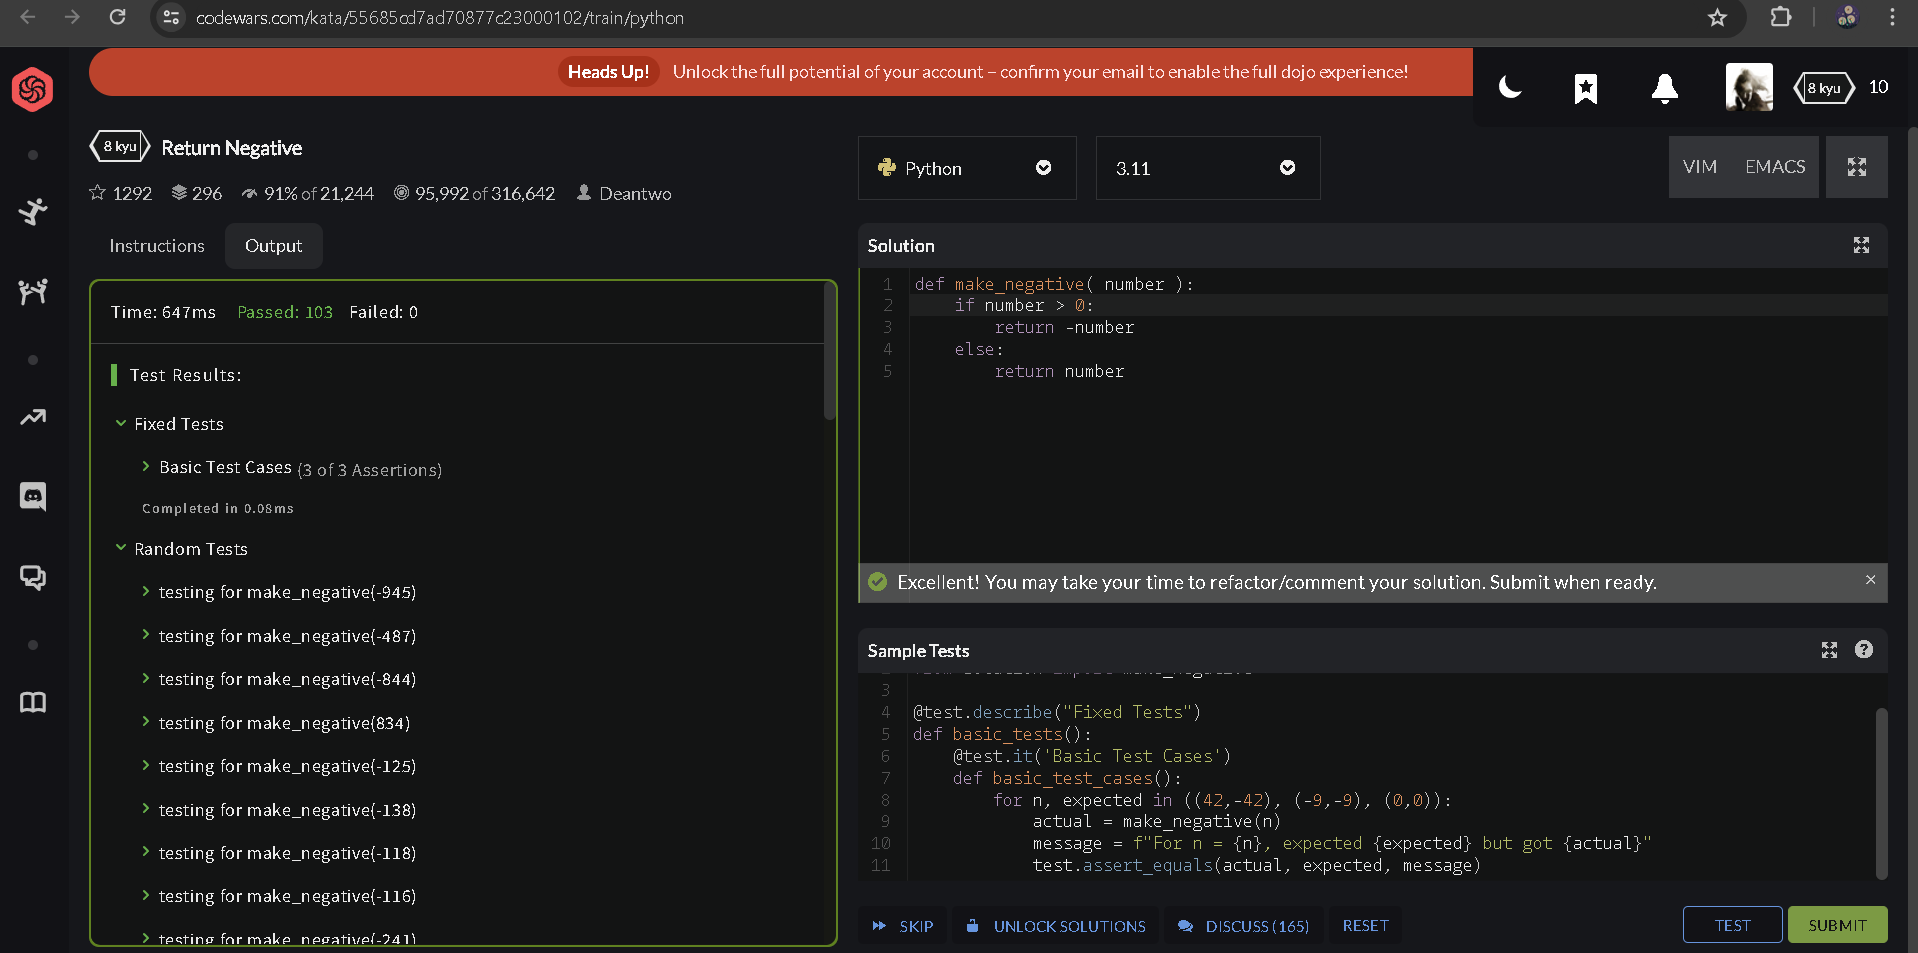 codewars.com/kata/55685cd7ad70877c23000102/train/python
Heads Up! Unlock the full potential of your account – confirm your email to enable the full dojo experience!
8 kyu 10
8 kyu Return Negative
1292 296 91% of 21,244 95,992 of 316,642 Deantwo
Instructions Output
Time: 647ms Passed: 103 Failed: 0
Test Results:
Fixed Tests
Basic Test Cases (3 of 3 Assertions)
Completed in 0.08ms
Random Tests
testing for make_negative(-945)
testing for make_negative(-487)
testing for make_negative(-844)
testing for make_negative(834)
testing for make_negative(-125)
testing for make_negative(-138)
testing for make_negative(-118)
testing for make_negative(-116)
testing for make_negative(-241)
Python 3.11 VIM EMACS
Solution
1 def make_negative( number ):
2 if number > 0:
3 return -number
4 else:
5 return number
Excellent! You may take your time to refactor/comment your solution. Submit when ready.
Sample Tests
3
4 @test.describe("Fixed Tests")
5 def basic_tests():
6 @test.it('Basic Test Cases')
7 def basic_test_cases():
8 for n, expected in ((42,-42), (-9,-9), (0,0)):
9 actual = make_negative(n)
10 message = f"For n = {n}, expected {expected} but got {actual}"
11 test.assert_equals(actual, expected, message)
SKIP UNLOCK SOLUTIONS DISCUSS (165) RESET TEST SUBMIT